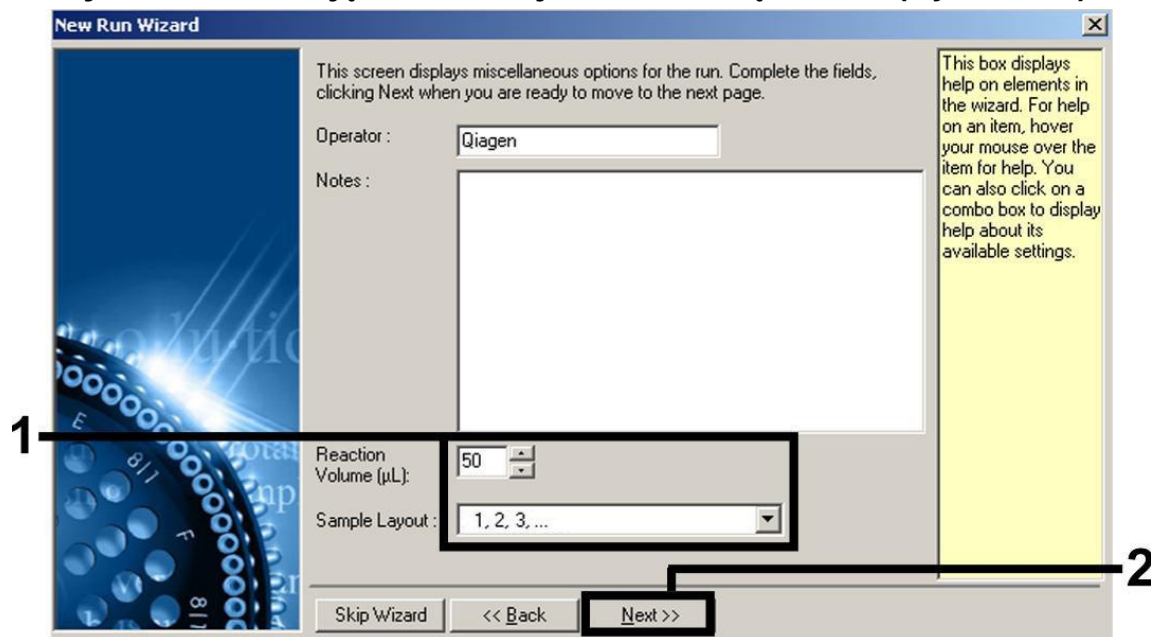 New Run Wizard
This screen displays miscellaneous options for the run. Complete the fields,
clicking Next when you are ready to move to the next page.
Operator :
Qiagen
Notes :
1
Reaction
Volume (µL):
50
Sample Layout :
1, 2, 3, ...
2
Skip Wizard
<< Back
Next >>
This box displays
help on elements in
the wizard. For help
on an item, hover
your mouse over the
item for help. You
can also click on a
combo box to display
help about its
available settings.
E
8|1
F
8|1